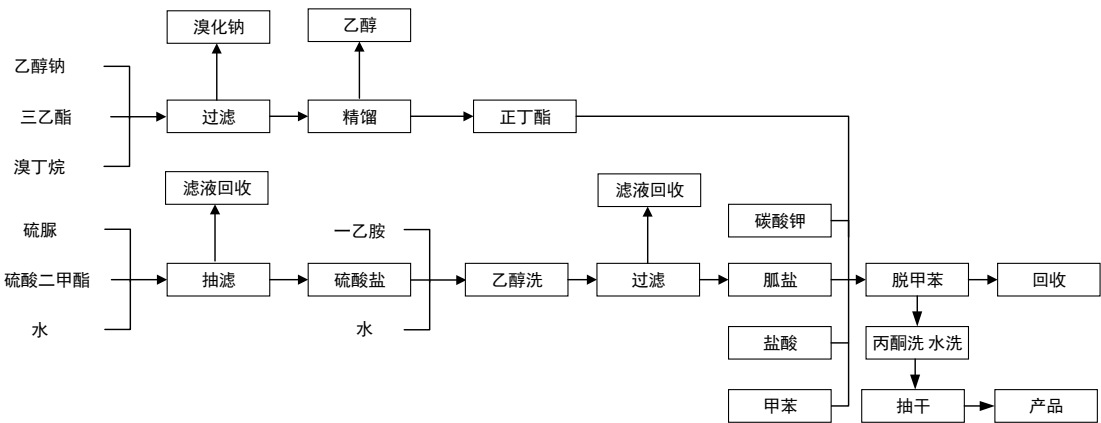 溴化钠
乙醇
乙醇钠
三乙酯
过滤
精馏
正丁酯
溴丁烷
滤液回收
滤液回收
硫脲
一乙胺
碳酸钾
硫酸二甲酯
抽滤
硫酸盐
乙醇洗
过滤
胍盐
脱甲苯
回收
水
水
盐酸
丙酮洗 水洗
甲苯
抽干
产品